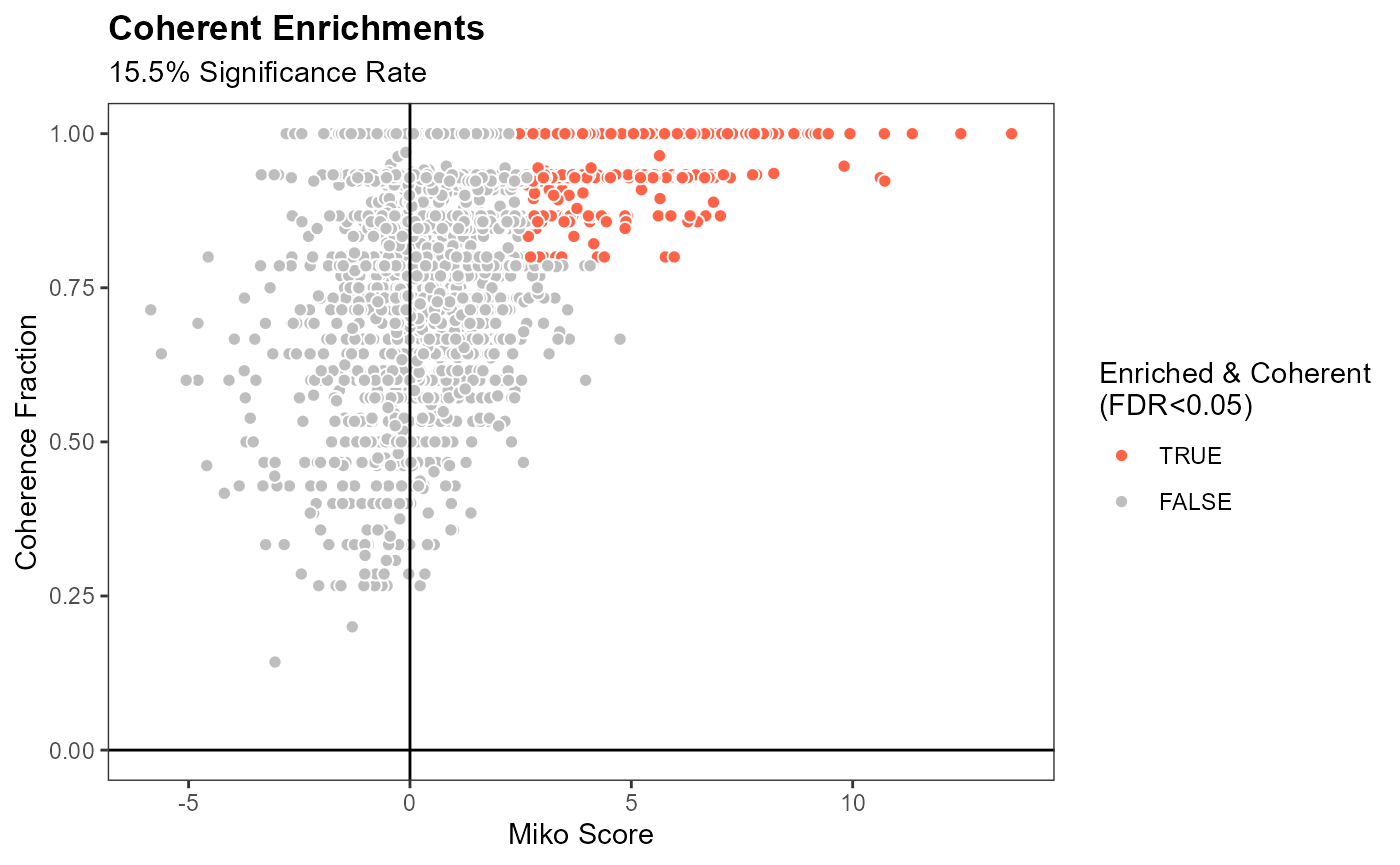 Coherent Enrichments
15.5% Significance Rate
1.00
0.75
0.50
0.25
0.00
Coherence Fraction
-5
0
5
10
Miko Score
Enriched & Coherent
(FDR<0.05)
TRUE
FALSE